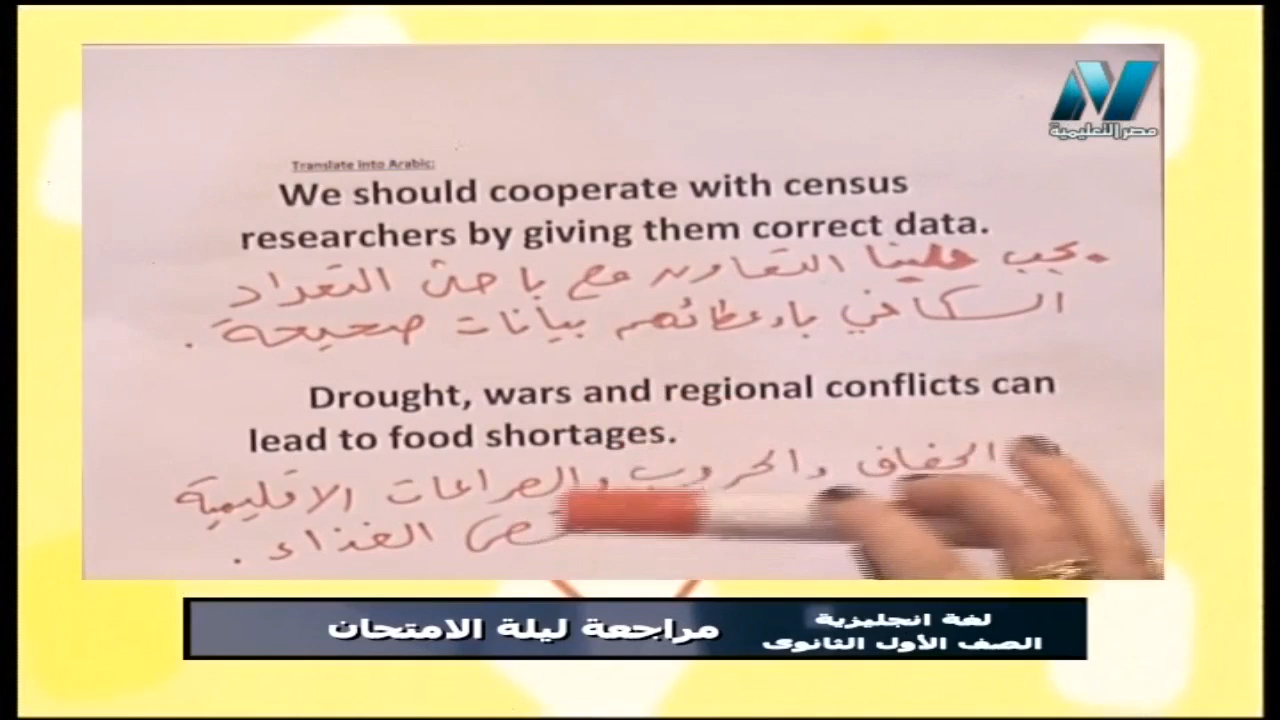 مصر التعليمية
Translate into Arabic:
We should cooperate with census
researchers by giving them correct data.
. يجب علينا التعاون مع باحثى التعداد
السكاني بإعطائهم بيانات صحيحة .
Drought, wars and regional conflicts can
lead to food shortages.
الجفاف والحروب والصراعات الاقليمية
الغذاء .
لغة انجليزية
الصف الأول الثانوى
مراجعة ليلة الامتحان